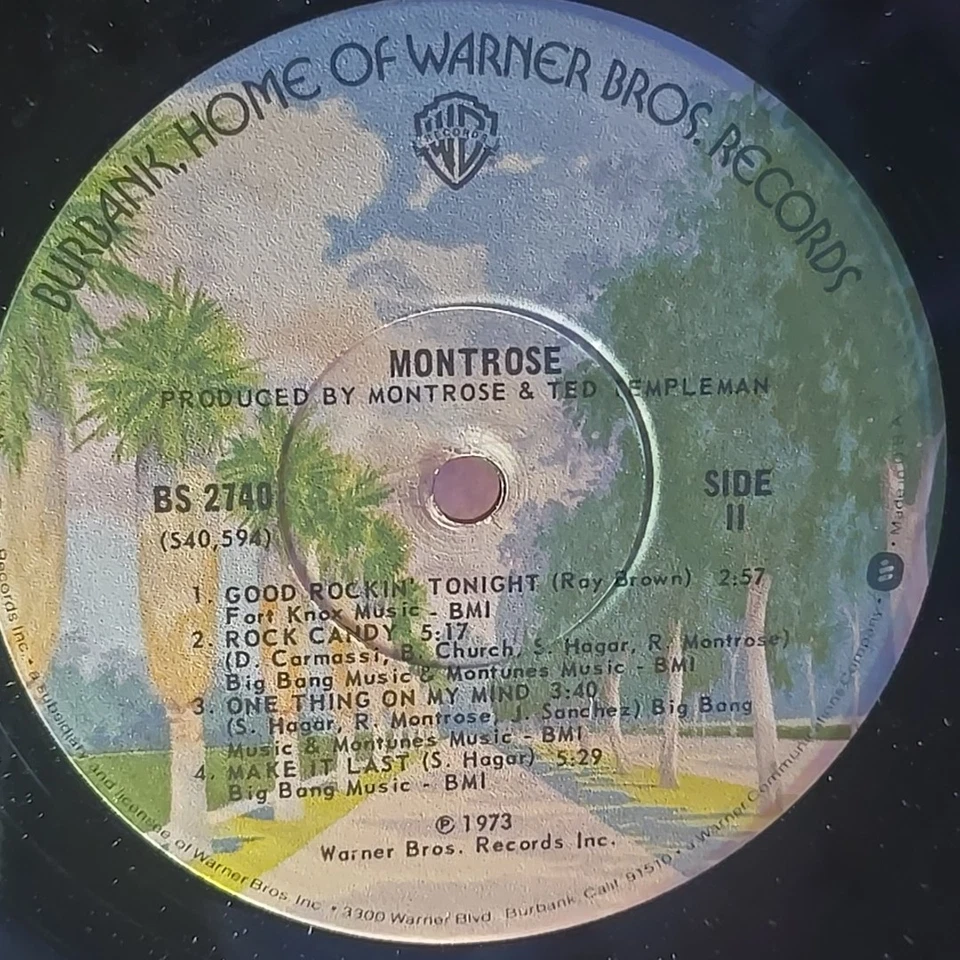 BURBANK, HOME OF WARNER BROS. RECORDS
RECORDS
MONTROSE
PRODUCED BY MONTROSE & TED TEMPLEMAN
BS 2740
(S40,594)
SIDE
II
1. GOOD ROCKIN' TONIGHT (Roy Brown) 2:57
Fort Knox Music - BMI
2. ROCK CANDY 5:17
(D. Carmassi, B. Church, S. Hagar, R. Montrose)
Big Bang Music & Montunes Music - BMI
3. ONE THING ON MY MIND 3:40
(S. Hagar, R. Montrose, J. Sanchez) Big Bang
Music & Montunes Music - BMI
4. MAKE IT LAST (S. Hagar) 5:29
Big Bang Music - BMI
℗ 1973
Warner Bros. Records Inc.
Records Inc. • a subsidiary and licensee of Warner Bros. Inc. • 3300 Warner Blvd. Burbank, Calif. 91510 • a Warner Communications Company • Made in U.S.A.